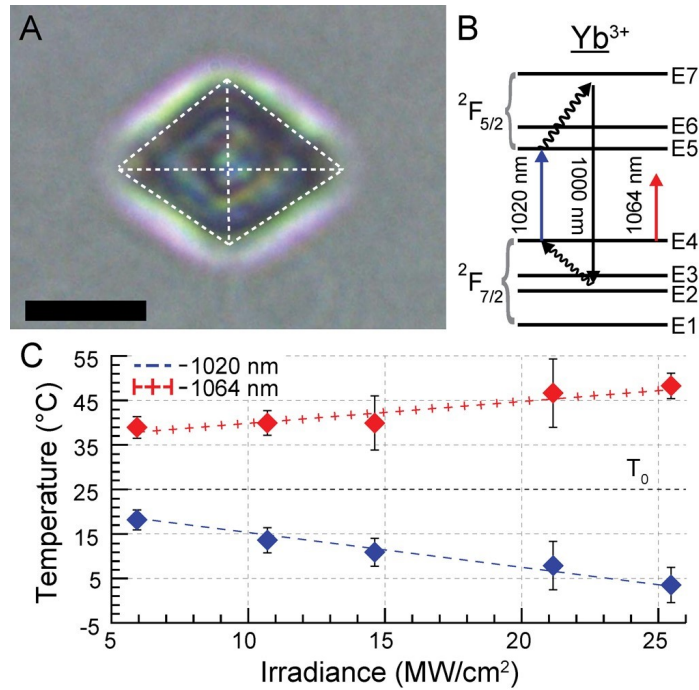 A
B
Yb³⁺
²F₅/₂
²F₇/₂
E7
E6
E5
E4
E3
E2
E1
1020 nm
1000 nm
1064 nm
C
1020 nm
1064 nm
T₀
Temperature (°C)
55
45
35
25
15
5
-5
5
10
15
20
25
Irradiance (MW/cm²)